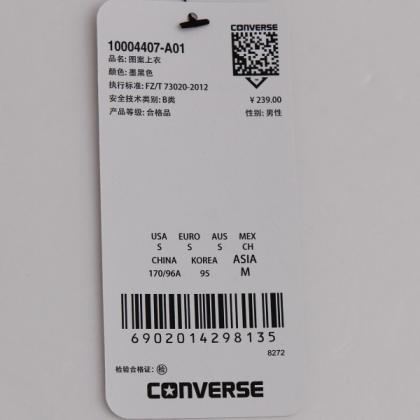 CONVERSE
10004407-A01
品名: 图案上衣
颜色: 墨黑色
执行标准: FZ/T 73020-2012
安全技术类别: B类 ¥ 239.00
产品等级: 合格品 性别: 男性
USA EURO AUS MEX
S S S CH
CHINA KOREA ASIA
170/96A 95 M
6902014298135
8272
检验合格证: 检
CONVERSE